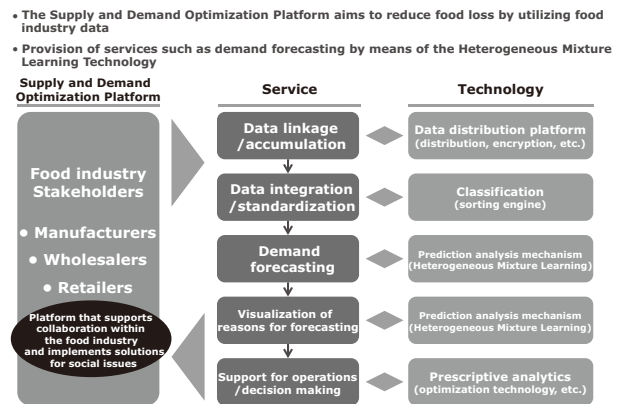 • The Supply and Demand Optimization Platform aims to reduce food loss by utilizing food
industry data
• Provision of services such as demand forecasting by means of the Heterogeneous Mixture
Learning Technology
Supply and Demand
Optimization Platform
Food industry
Stakeholders
• Manufacturers
• Wholesalers
• Retailers
Platform that supports
collaboration within
the food industry
and implements solutions
for social issues
Service
Data linkage
/accumulation
Data integration
/standardization
Demand
forecasting
Visualization of
reasons for forecasting
Support for operations
/decision making
Technology
Data distribution platform
(distribution, encryption, etc.)
Classification
(sorting engine)
Prediction analysis mechanism
(Heterogeneous Mixture Learning)
Prediction analysis mechanism
(Heterogeneous Mixture Learning)
Prescriptive analytics
(optimization technology, etc.)